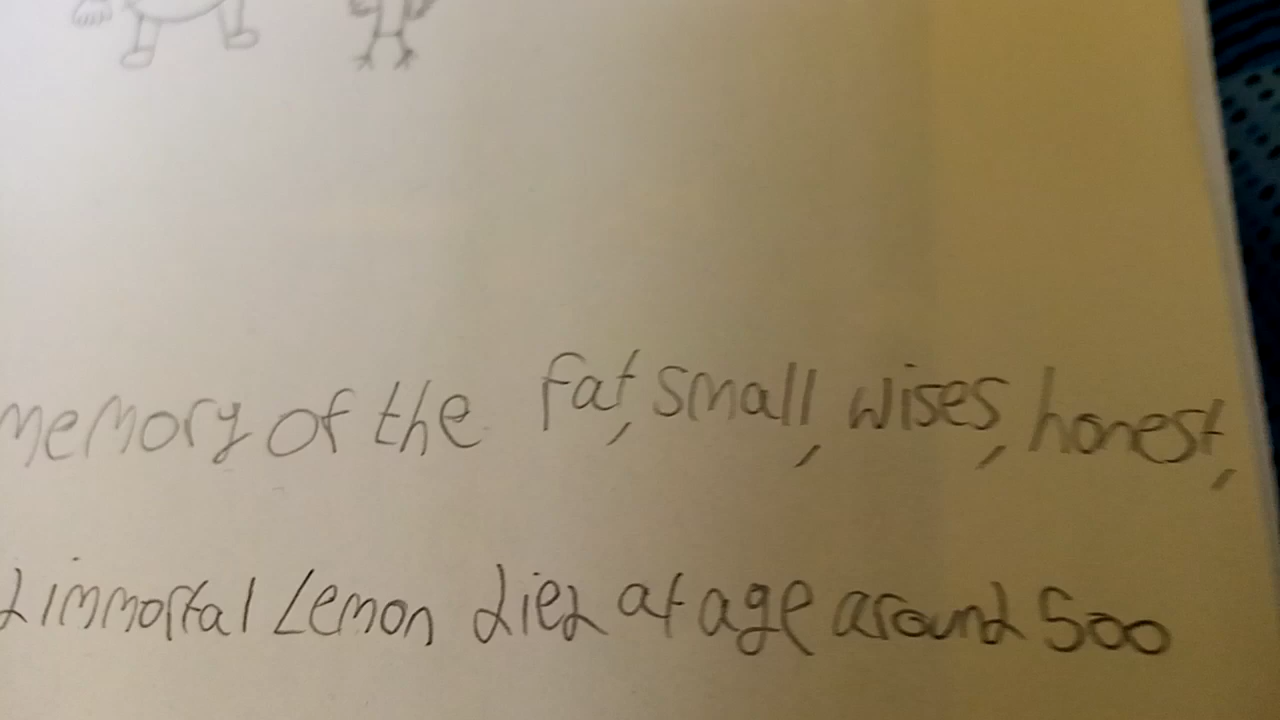 memory of the fat, small, wises, honest,
d immortal Lemon died at age around 500